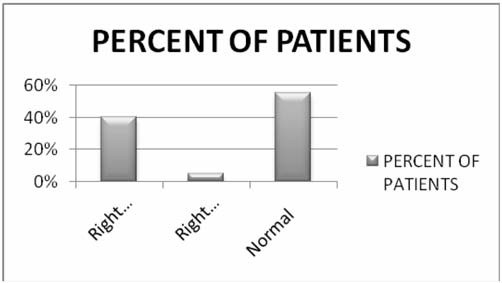 PERCENT OF PATIENTS
60%
40%
20%
0%
Right...
Right...
Normal
PERCENT OF
PATIENTS